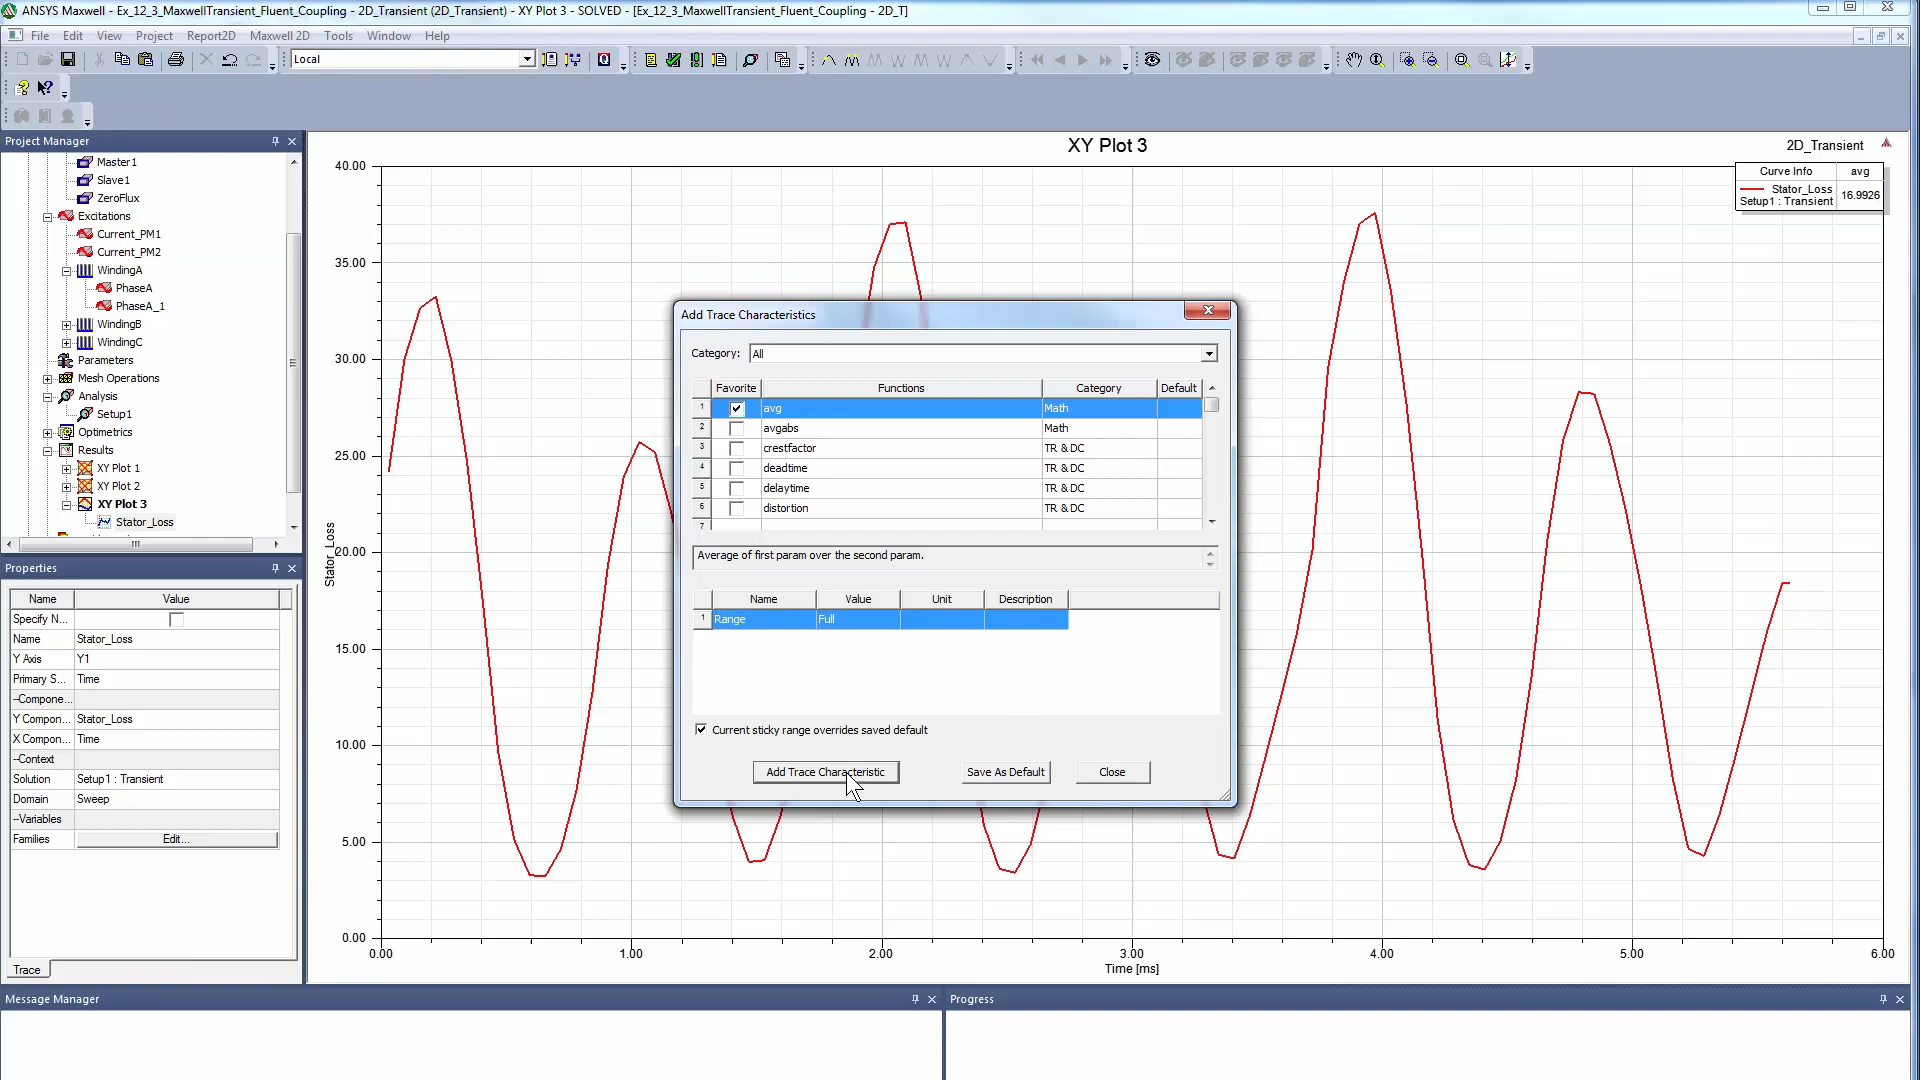 ANSYS Maxwell - Ex_12_3_MaxwellTransient_Fluent_Coupling - 2D_Transient (2D_Transient) - XY Plot 3 - SOLVED - [Ex_12_3_MaxwellTransient_Fluent_Coupling - 2D_T]
File Edit View Project Report2D Maxwell 2D Tools Window Help
Local
Project Manager
Master1
Slave1
ZeroFlux
Excitations
Current_PM1
Current_PM2
WindingA
PhaseA
PhaseA_1
WindingB
WindingC
Parameters
Mesh Operations
Analysis
Setup1
Optimetrics
Results
XY Plot 1
XY Plot 2
XY Plot 3
Stator_Loss
Properties
Name Value
Specify N...
Name Stator_Loss
Y Axis Y1
Primary S... Time
--Compone...
Y Compon... Stator_Loss
X Compon... Time
--Context
Solution Setup1 : Transient
Domain Sweep
--Variables
Families Edit...
Trace
XY Plot 3
2D_Transient
Curve Info avg
Stator_Loss
Setup1 : Transient 16.9926
40.00
35.00
30.00
25.00
20.00
15.00
10.00
5.00
0.00
Stator_Loss
0.00 1.00 2.00 3.00 4.00 5.00 6.00
Time [ms]
Add Trace Characteristics
Category: All
Favorite Functions Category Default
1 avg Math
2 avgabs Math
3 crestfactor TR & DC
4 deadtime TR & DC
5 delaytime TR & DC
6 distortion TR & DC
7
Average of first param over the second param.
Name Value Unit Description
1 Range Full
Current sticky range overrides saved default
Add Trace Characteristic Save As Default Close
Message Manager
Progress